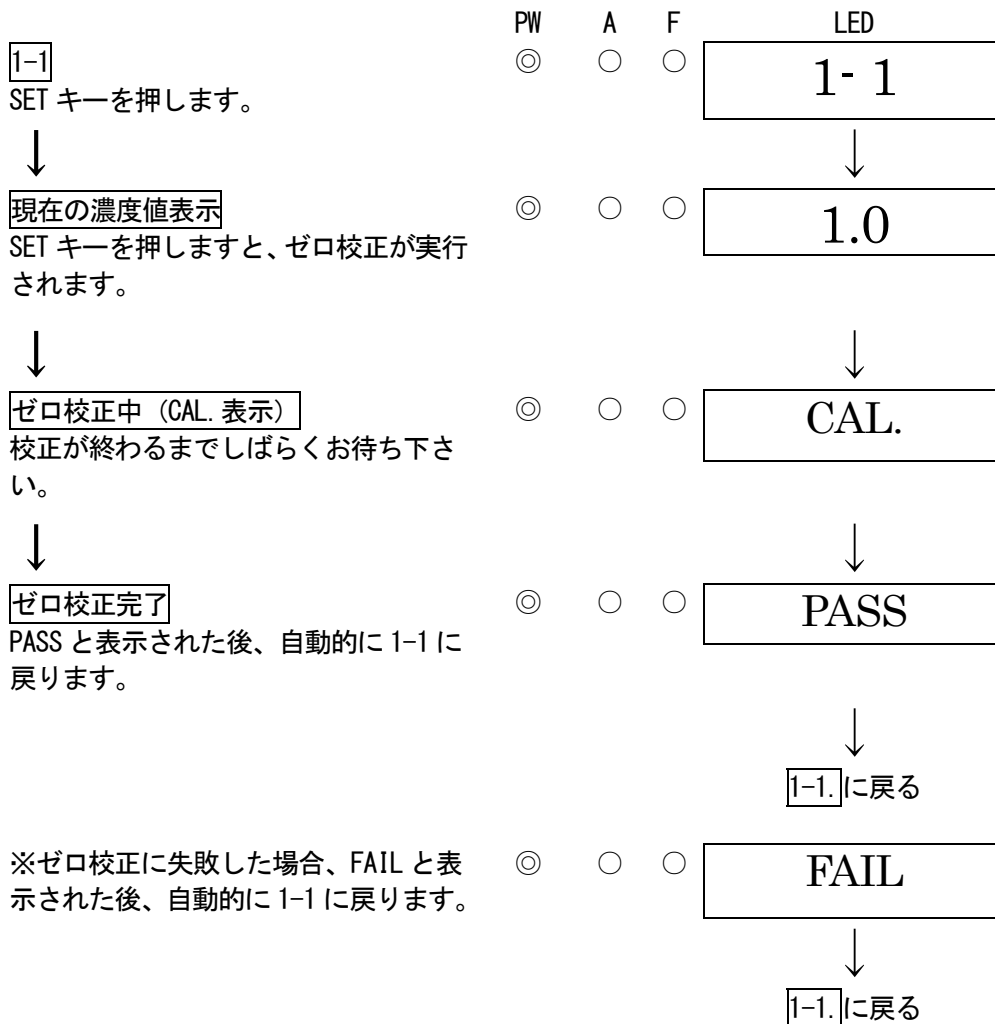 PW A F LED
1-1 ◎ ○ ○ 1- 1
SET キーを押します。
↓ ↓
現在の濃度値表示 ◎ ○ ○ 1.0
SET キーを押しますと、ゼロ校正が実行
されます。
↓ ↓
ゼロ校正中 (CAL.表示) ◎ ○ ○ CAL.
校正が終わるまでしばらくお待ち下さ
い。
↓ ↓
ゼロ校正完了 ◎ ○ ○ PASS
PASS と表示された後、自動的に 1-1 に
戻ります。
↓
1-1.に戻る
※ゼロ校正に失敗した場合、FAIL と表 ◎ ○ ○ FAIL
示された後、自動的に 1-1 に戻ります。
↓
1-1.に戻る